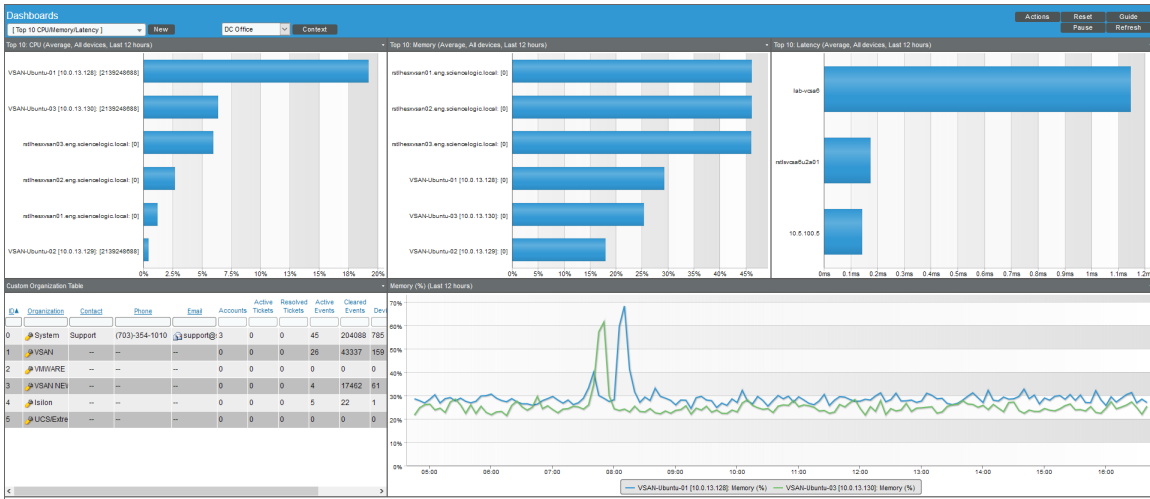 Dashboards
[ Top 10 CPU/Memory/Latency ] New DC Office Context
Actions Reset Guide
Pause Refresh
Top 10: CPU (Average, All devices, Last 12 hours)
VSAN-Ubuntu-01 [10.0.13.128]: [2139248688]
VSAN-Ubuntu-03 [10.0.13.130]: [2139248688]
rstlhesxvsan03.eng.sciencelogic.local: [0]
rstlhesxvsan02.eng.sciencelogic.local: [0]
rstlhesxvsan01.eng.sciencelogic.local: [0]
VSAN-Ubuntu-02 [10.0.13.129]: [2139248688]
0% 2.5% 5% 7.5% 10% 13% 15% 18% 20%
Top 10: Memory (Average, All devices, Last 12 hours)
rstlhesxvsan01.eng.sciencelogic.local: [0]
rstlhesxvsan02.eng.sciencelogic.local: [0]
rstlhesxvsan03.eng.sciencelogic.local: [0]
VSAN-Ubuntu-01 [10.0.13.128]: [0]
VSAN-Ubuntu-03 [10.0.13.130]: [0]
VSAN-Ubuntu-02 [10.0.13.129]: [0]
0% 5% 10% 15% 20% 25% 30% 35% 40% 45%
Top 10: Latency (Average, All devices, Last 12 hours)
lab-vcsa6
rstlsvcsa6u2a01
10.5.100.5
0ms 0.1ms 0.2ms 0.3ms 0.4ms 0.5ms 0.6ms 0.7ms 0.8ms 0.9ms 1.0ms 1.1ms 1.2m
Custom Organization Table
ID Organization Contact Phone Email Accounts Active Tickets Resolved Tickets Active Events Cleared Events Devi
0 System Support (703)-354-1010 support@s 3 0 0 45 204088 785
1 VSAN -- -- -- 0 0 0 26 43337 159
2 VMWARE -- -- -- 0 0 0 0 0 0
3 VSAN NEW -- -- -- 0 0 0 4 17462 61
4 Isilon -- -- -- 0 0 0 5 22 1
5 UCS/Extre -- -- -- 0 0 0 0 0 0
Memory (%) (Last 12 hours)
70%
60%
50%
40%
30%
20%
10%
0%
05:00 06:00 07:00 08:00 09:00 10:00 11:00 12:00 13:00 14:00 15:00 16:00
VSAN-Ubuntu-01 [10.0.13.128]: Memory (%) VSAN-Ubuntu-03 [10.0.13.130]: Memory (%)